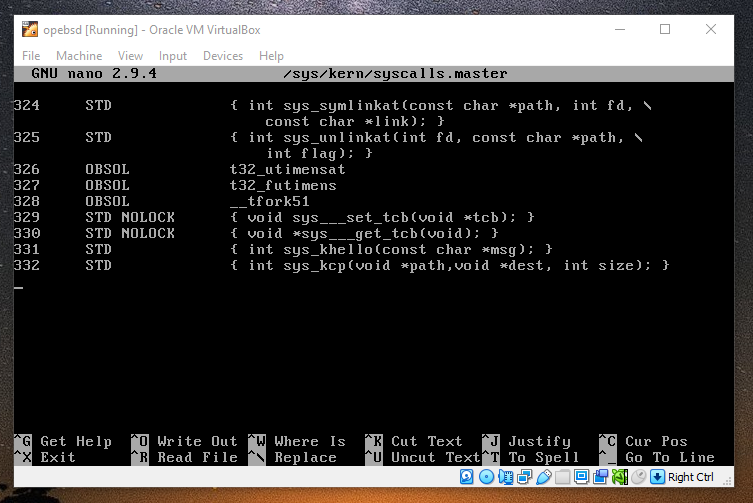 opebsd [Running] - Oracle VM VirtualBox
File Machine View Input Devices Help
GNU nano 2.9.4 /sys/kern/syscalls.master
324 STD { int sys_symlinkat(const char *path, int fd, \
const char *link); }
325 STD { int sys_unlinkat(int fd, const char *path, \
int flag); }
326 OBSOL t32_utimensat
327 OBSOL t32_futimens
328 OBSOL __tfork51
329 STD NOLOCK { void sys___set_tcb(void *tcb); }
330 STD NOLOCK { void *sys___get_tcb(void); }
331 STD { int sys_khello(const char *msg); }
332 STD { int sys_kcp(void *path,void *dest, int size); }
^G Get Help ^O Write Out ^W Where Is ^K Cut Text ^J Justify ^C Cur Pos
^X Exit ^R Read File ^\ Replace ^U Uncut Text ^T To Spell ^_ Go To Line
Right Ctrl